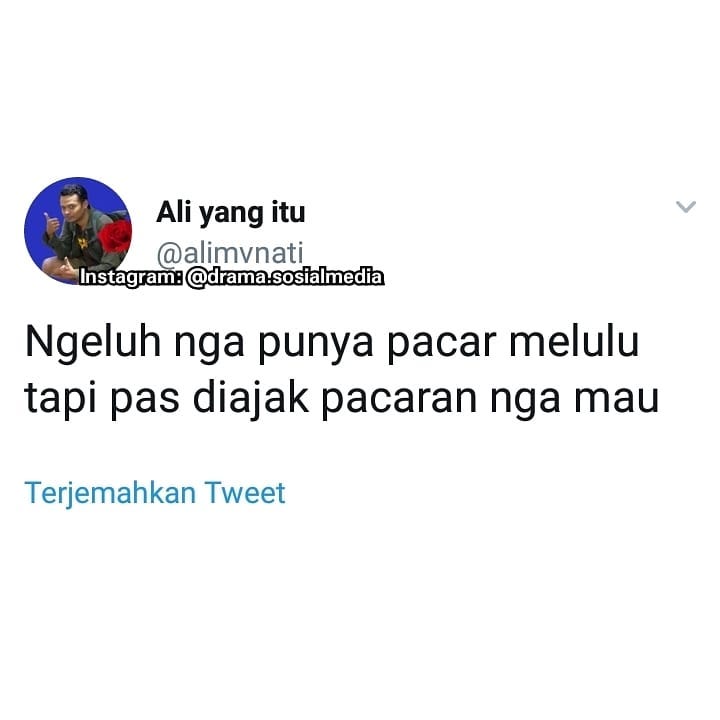 Ali yang itu
@alimvnati
Instagram: @drama.sosialmedia
Ngeluh nga punya pacar melulu
tapi pas diajak pacaran nga mau
Terjemahkan Tweet